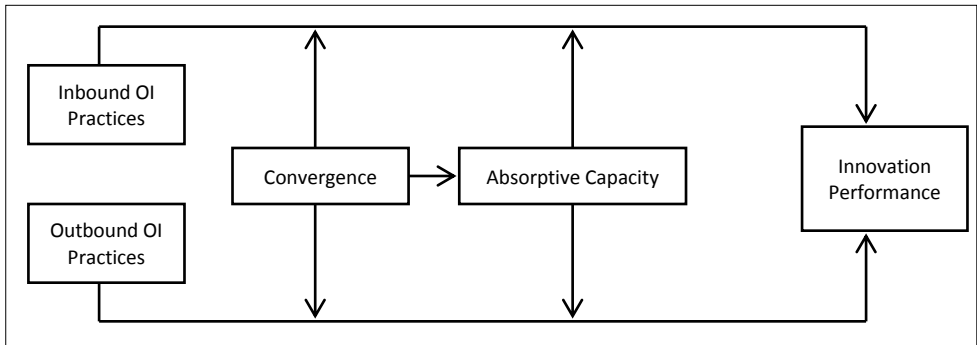 Inbound OI
Practices
Convergence
Absorptive Capacity
Innovation
Performance
Outbound OI
Practices